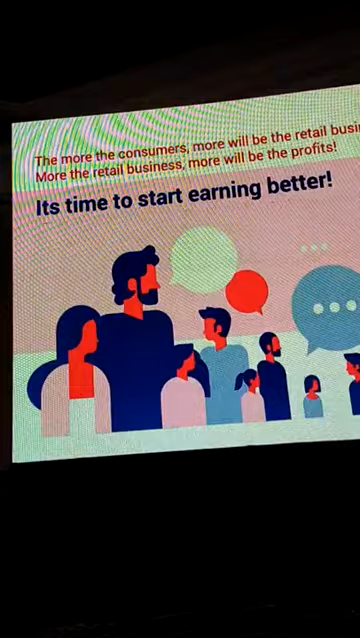 The more the consumers, more will be the retail
More the retail business, more will be the profits!
Its time to start earning better!